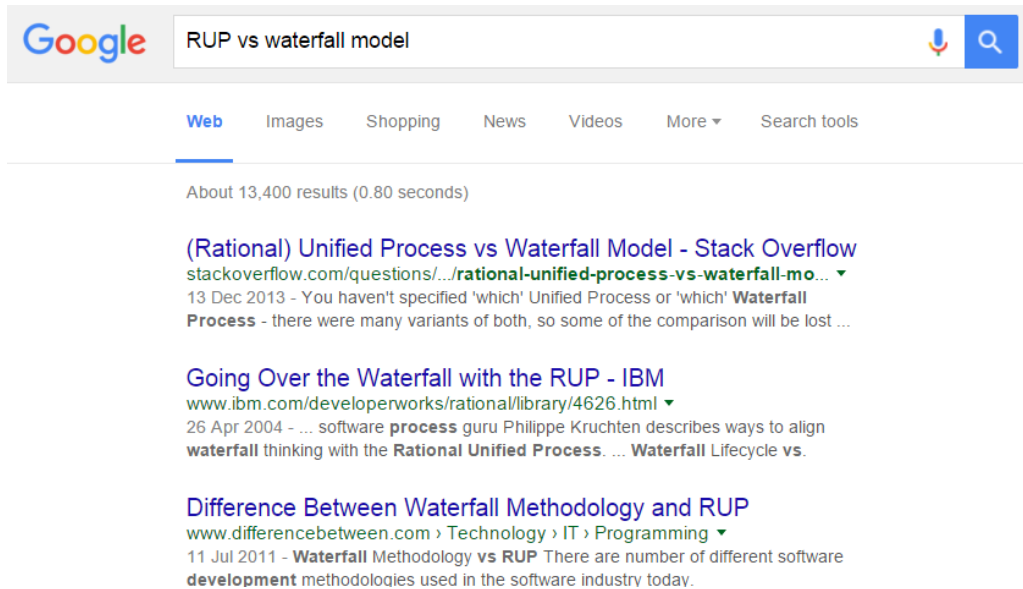 Google RUP vs waterfall model
Web Images Shopping News Videos More Search tools
About 13,400 results (0.80 seconds)
(Rational) Unified Process vs Waterfall Model - Stack Overflow
stackoverflow.com/questions/.../rational-unified-process-vs-waterfall-mo...
13 Dec 2013 - You haven't specified 'which' Unified Process or 'which' Waterfall
Process - there were many variants of both, so some of the comparison will be lost ...
Going Over the Waterfall with the RUP - IBM
www.ibm.com/developerworks/rational/library/4626.html
26 Apr 2004 - ... software process guru Philippe Kruchten describes ways to align
waterfall thinking with the Rational Unified Process. ... Waterfall Lifecycle vs.
Difference Between Waterfall Methodology and RUP
www.differencebetween.com › Technology › IT › Programming
11 Jul 2011 - Waterfall Methodology vs RUP There are number of different software
development methodologies used in the software industry today.